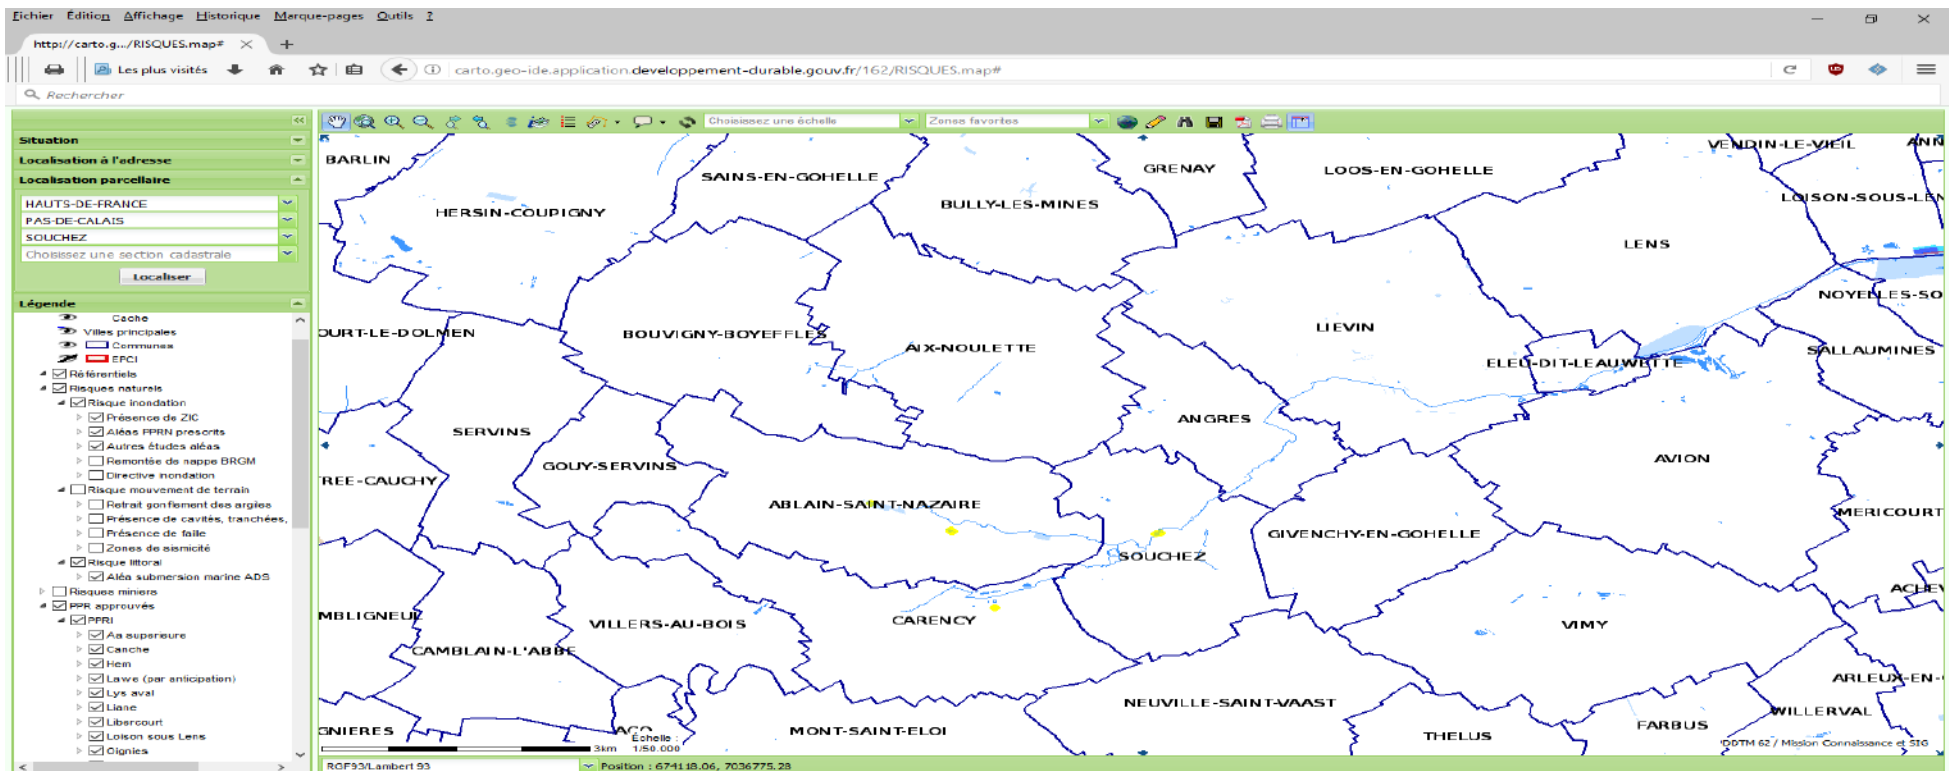 Fichier Édition Affichage Historique Marque-pages Outils ?
http://carto.g.../RISQUES.map#
Les plus visités
carto.geo-ide.application.developpement-durable.gouv.fr/162/RISQUES.map#
Rechercher
Choisissez une échelle
Zones favorites
Situation
Localisation à l'adresse
Localisation parcellaire
HAUTS-DE-FRANCE
PAS-DE-CALAIS
SOUCHEZ
Choisissez une section cadastrale
Localiser
Légende
Cache
Villes principales
Communes
EPCI
Référentiels
Risques naturels
Risque inondation
Présence de ZIC
Aléas PPRN prescrits
Autres études aléas
Remontée de nappe BRGM
Directive inondation
Risque mouvement de terrain
Retrait gonflement des argiles
Présence de cavités, tranchées,
Présence de faille
Zones de sismicité
Risque littoral
Aléa submersion marine ADS
Risques miniers
PPR approuvés
PPRI
Aa superieure
Canche
Hem
Lawe (par anticipation)
Lys aval
Liane
Libercourt
Loison sous Lens
Oignies
BARLIN
SAINS-EN-GOHELLE
GRENAY
LOOS-EN-GOHELLE
VENDIN-LE-VIEIL
ANN
HERSIN-COUPIGNY
BULLY-LES-MINES
LOISON-SOUS-LEN
LENS
NOYELLES-SO
OURT-LE-DOLMEN
BOUVIGNY-BOYEFFLES
AIX-NOULETTE
LIEVIN
ELEU-DIT-LEAUWETTE
SALLAUMINES
SERVINS
ANGRES
GOUY-SERVINS
AVION
REE-CAUCHY
ABLAIN-SAINT-NAZAIRE
MERICOURT
GIVENCHY-EN-GOHELLE
SOUCHEZ
ACHEV
MBLIGNEUL
VILLERS-AU-BOIS
CARENCY
VIMY
CAMBLAIN-L'ABBE
ARLEUX-EN-
NEUVILLE-SAINT-VAAST
WILLERVAL
GNIERES
ACQ
MONT-SAINT-ELOI
THELUS
FARBUS
Échelle :
3km 1/50.000
DDTM 62 / Mission Connaissance et SIG
RGF93/Lambert 93
Position : 674118.06, 7036775.28